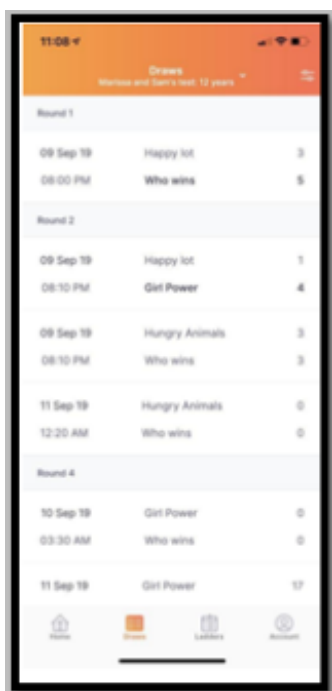 11:08
Draws
Marissa and Sam's test: 12 years
Round 1
09 Sep 19 Happy lot 3
08:00 PM Who wins 5
Round 2
09 Sep 19 Happy lot 1
08:10 PM Girl Power 4
09 Sep 19 Hungry Animals 3
08:10 PM Who wins 3
11 Sep 19 Hungry Animals 0
12:20 AM Who wins 0
Round 4
10 Sep 19 Girl Power 0
03:30 AM Who wins 0
11 Sep 19 Girl Power 17
Home Draws Ladders Account